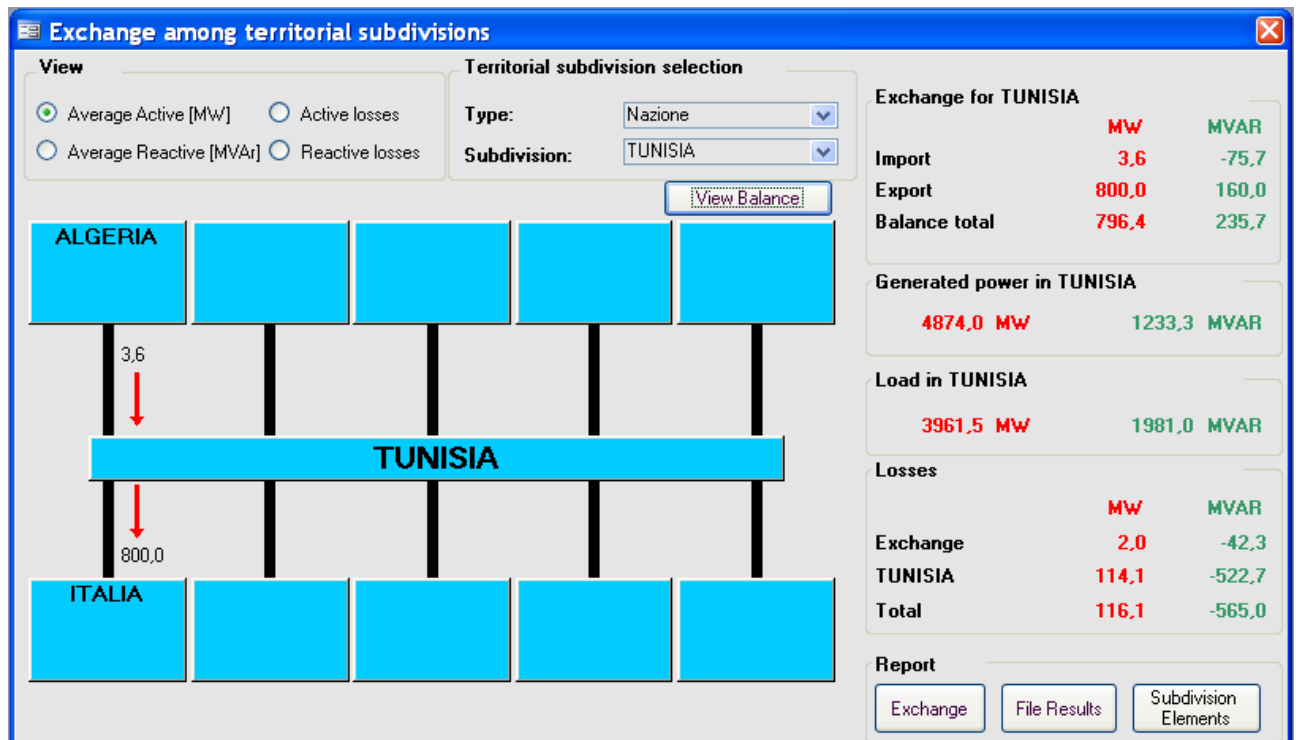 Exchange among territorial subdivisions
View
Average Active [MW] Active losses
Average Reactive [MVAr] Reactive losses
Territorial subdivision selection
Type: Nazione
Subdivision: TUNISIA
View Balance
ALGERIA
3,6
TUNISIA
800,0
ITALIA
Exchange for TUNISIA
MW MVAR
Import 3,6 -75,7
Export 800,0 160,0
Balance total 796,4 235,7
Generated power in TUNISIA
4874,0 MW 1233,3 MVAR
Load in TUNISIA
3961,5 MW 1981,0 MVAR
Losses
MW MVAR
Exchange 2,0 -42,3
TUNISIA 114,1 -522,7
Total 116,1 -565,0
Report
Exchange
File Results
Subdivision
Elements